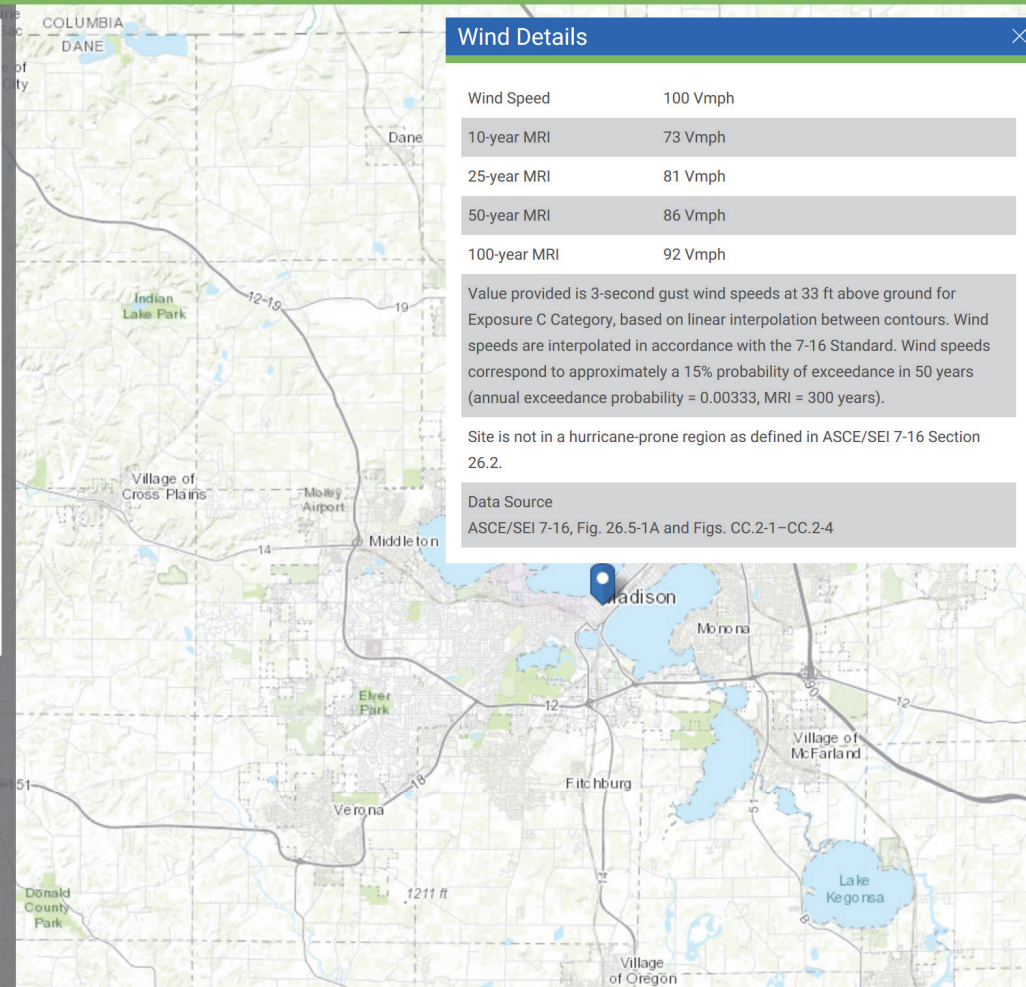 COLUMBIA
DANE
Sac
e of
City
Wind Details
Wind Speed 100 Vmph
10-year MRI 73 Vmph
25-year MRI 81 Vmph
50-year MRI 86 Vmph
100-year MRI 92 Vmph
Value provided is 3-second gust wind speeds at 33 ft above ground for
Exposure C Category, based on linear interpolation between contours. Wind
speeds are interpolated in accordance with the 7-16 Standard. Wind speeds
correspond to approximately a 15% probability of exceedance in 50 years
(annual exceedance probability = 0.00333, MRI = 300 years).
Site is not in a hurricane-prone region as defined in ASCE/SEI 7-16 Section
26.2.
Data Source
ASCE/SEI 7-16, Fig. 26.5-1A and Figs. CC.2-1–CC.2-4
Dane
Indian
Lake Park
12-19
19
Village of
Cross Plains
Morey
Airport
14
Middleton
adison
Monona
Elver
Park
12
90
12
Village of
McFarland
Fitchburg
151
18
Verona
51
1211 ft
14
Lake
Kegonsa
B
Donald
County
Park
Village
of Oregon